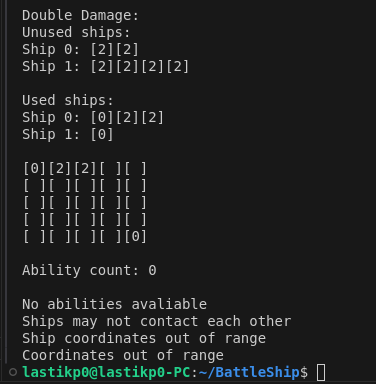 Double Damage:
Unused ships:
Ship 0: [2][2]
Ship 1: [2][2][2][2]
Used ships:
Ship 0: [0][2][2]
Ship 1: [0]
[0][2][2][ ][ ]
[ ][ ][ ][ ][ ]
[ ][ ][ ][ ][ ]
[ ][ ][ ][ ][ ]
[ ][ ][ ][ ][0]
Ability count: 0
No abilities avaliable
Ships may not contact each other
Ship coordinates out of range
Coordinates out of range
lastikp0@lastikp0-PC:~/BattleShip$